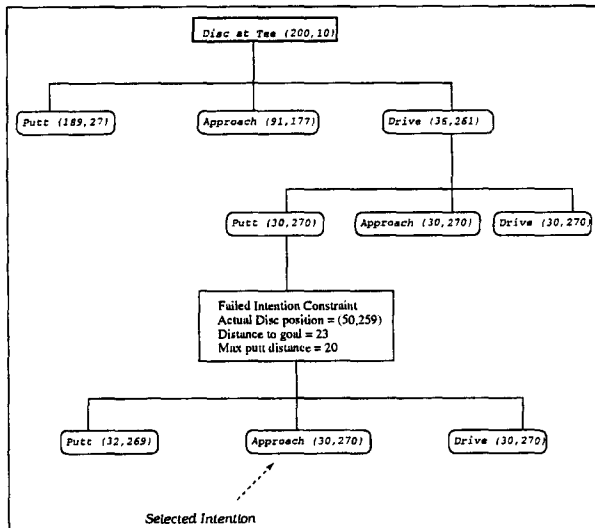 Disc at Tee (200,10)
Putt (189,27)
Approach (91,177)
Drive (36,261)
Putt (30,270)
Approach (30,270)
Drive (30,270)
Failed Intention Constraint
Actual Disc position = (50,259)
Distance to goal = 23
Max putt distance = 20
Putt (32,269)
Approach (30,270)
Drive (30,270)
Selected Intention